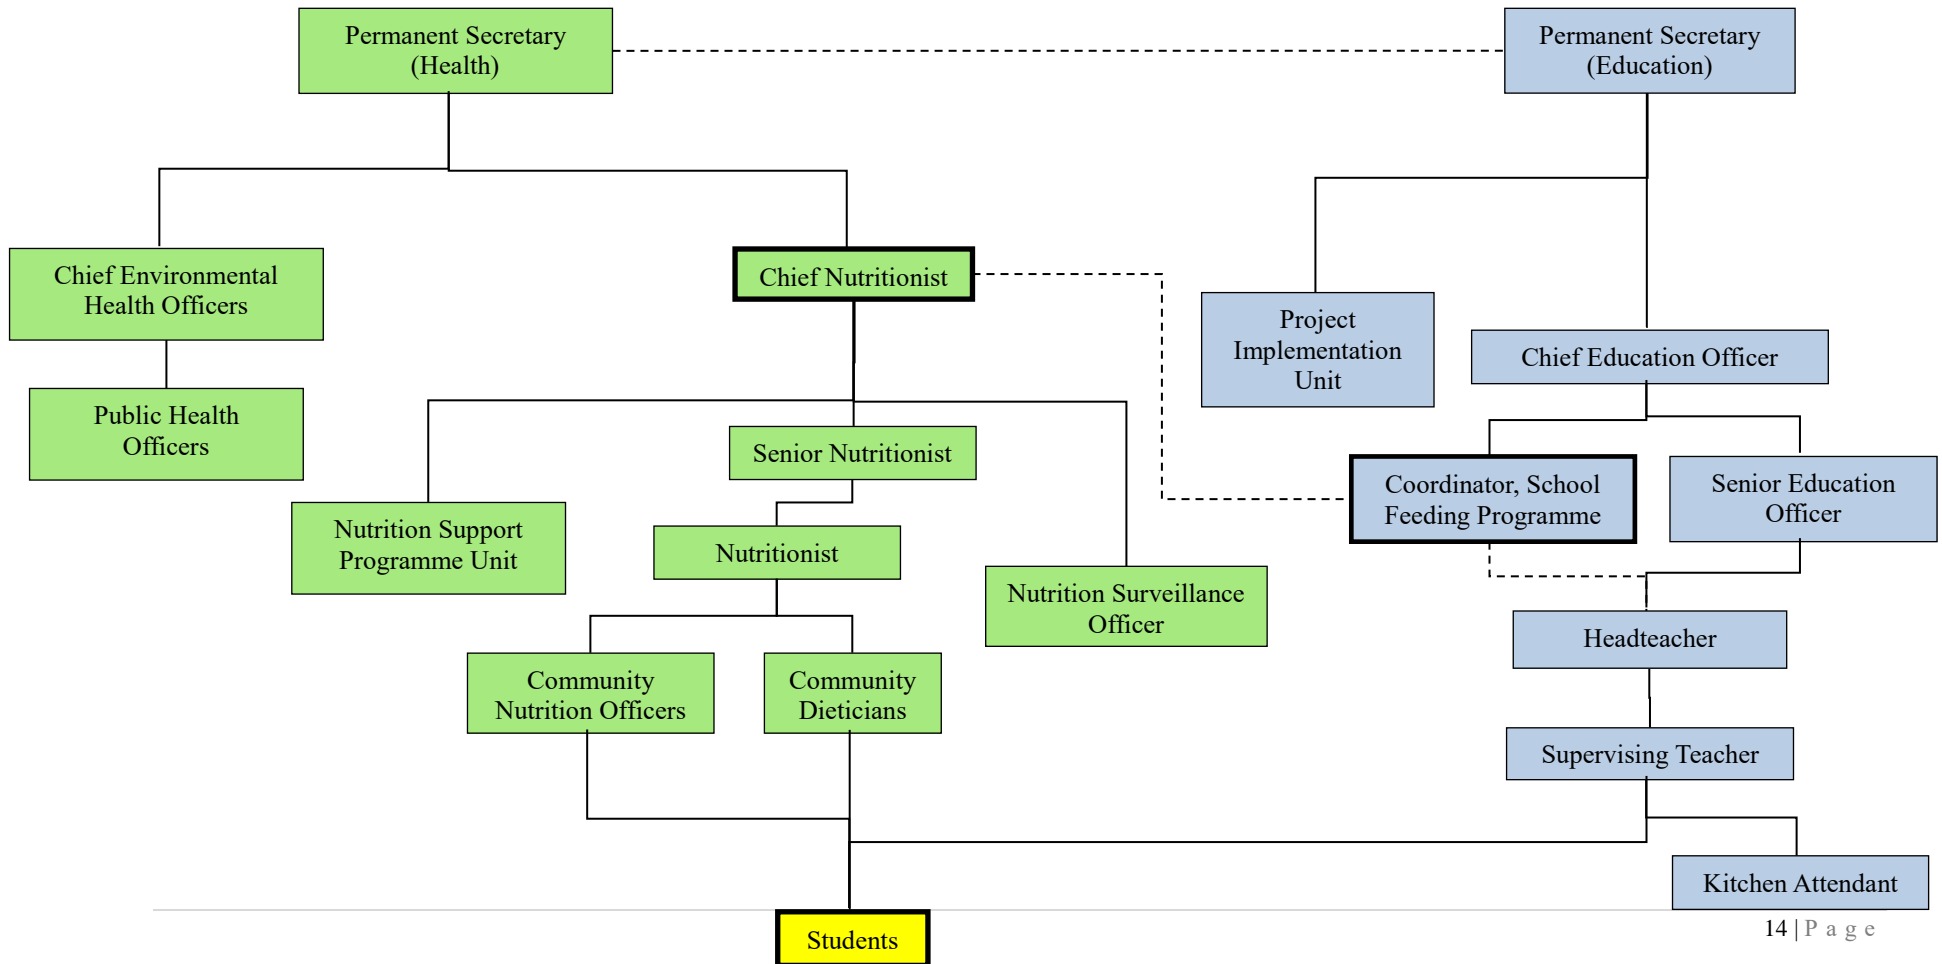 Permanent Secretary
(Health)
Permanent Secretary
(Education)
Chief Environmental
Health Officers
Chief Nutritionist
Project
Implementation
Unit
Chief Education Officer
Public Health
Officers
Senior Nutritionist
Coordinator, School
Feeding Programme
Senior Education
Officer
Nutrition Support
Programme Unit
Nutritionist
Nutrition Surveillance
Officer
Headteacher
Community
Nutrition Officers
Community
Dieticians
Supervising Teacher
Kitchen Attendant
Students
14 | Page